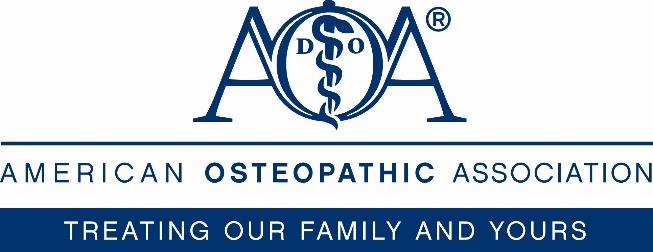 AOA®
D O
AMERICAN OSTEOPATHIC ASSOCIATION
TREATING OUR FAMILY AND YOURS